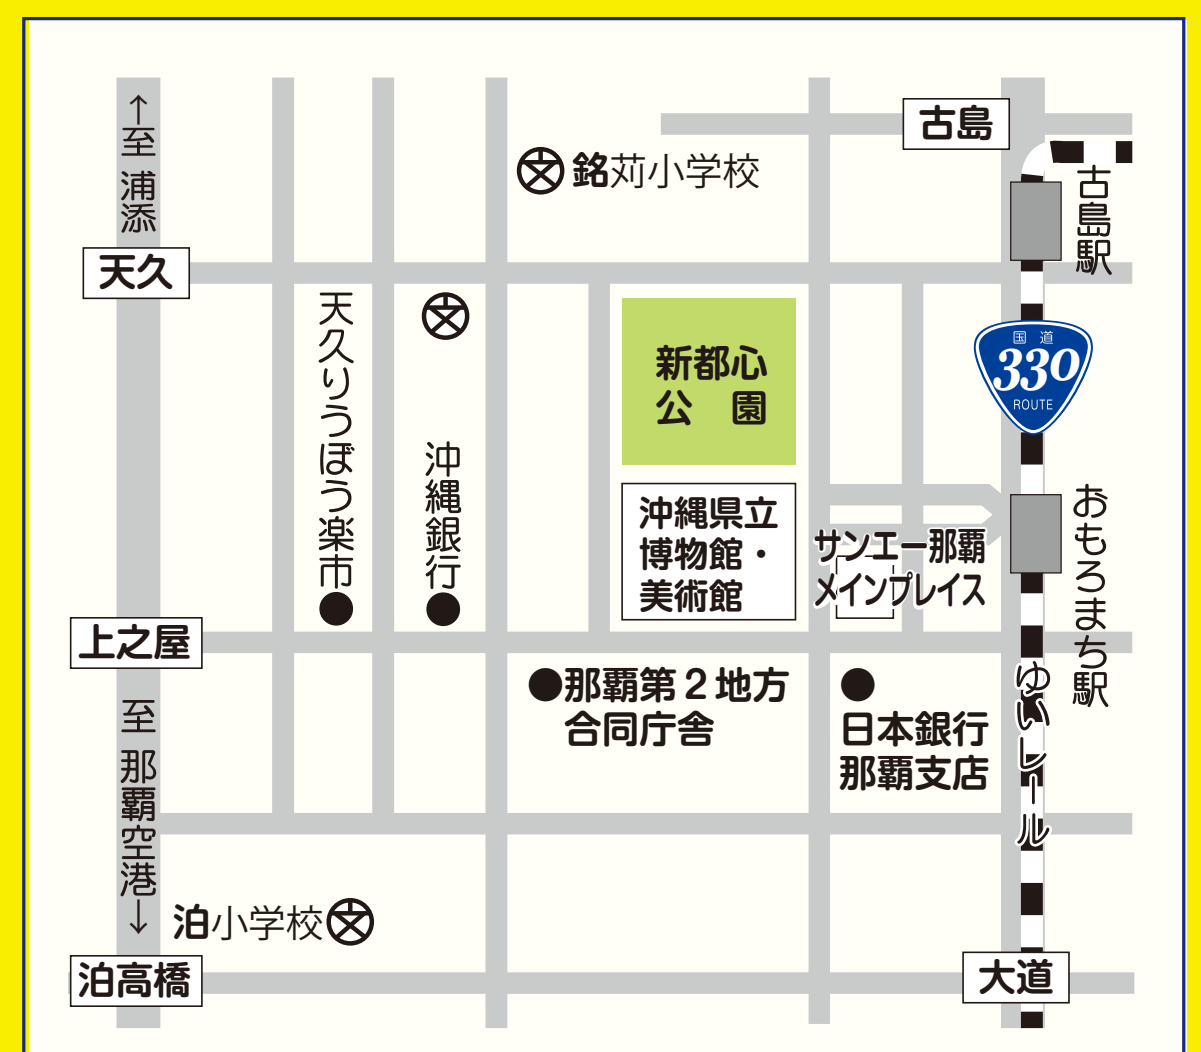 ↑至 浦添
古島
銘苅小学校
古島駅
天久
天久りうぼう楽市
沖縄銀行
新都心
公園
国道
330
ROUTE
沖縄県立
博物館・
美術館
サンエー那覇
メインプレイス
おもろまち駅
上之屋
那覇第2地方
合同庁舎
日本銀行
那覇支店
ゆいレール
至 那覇空港↓
泊小学校
泊高橋
大道